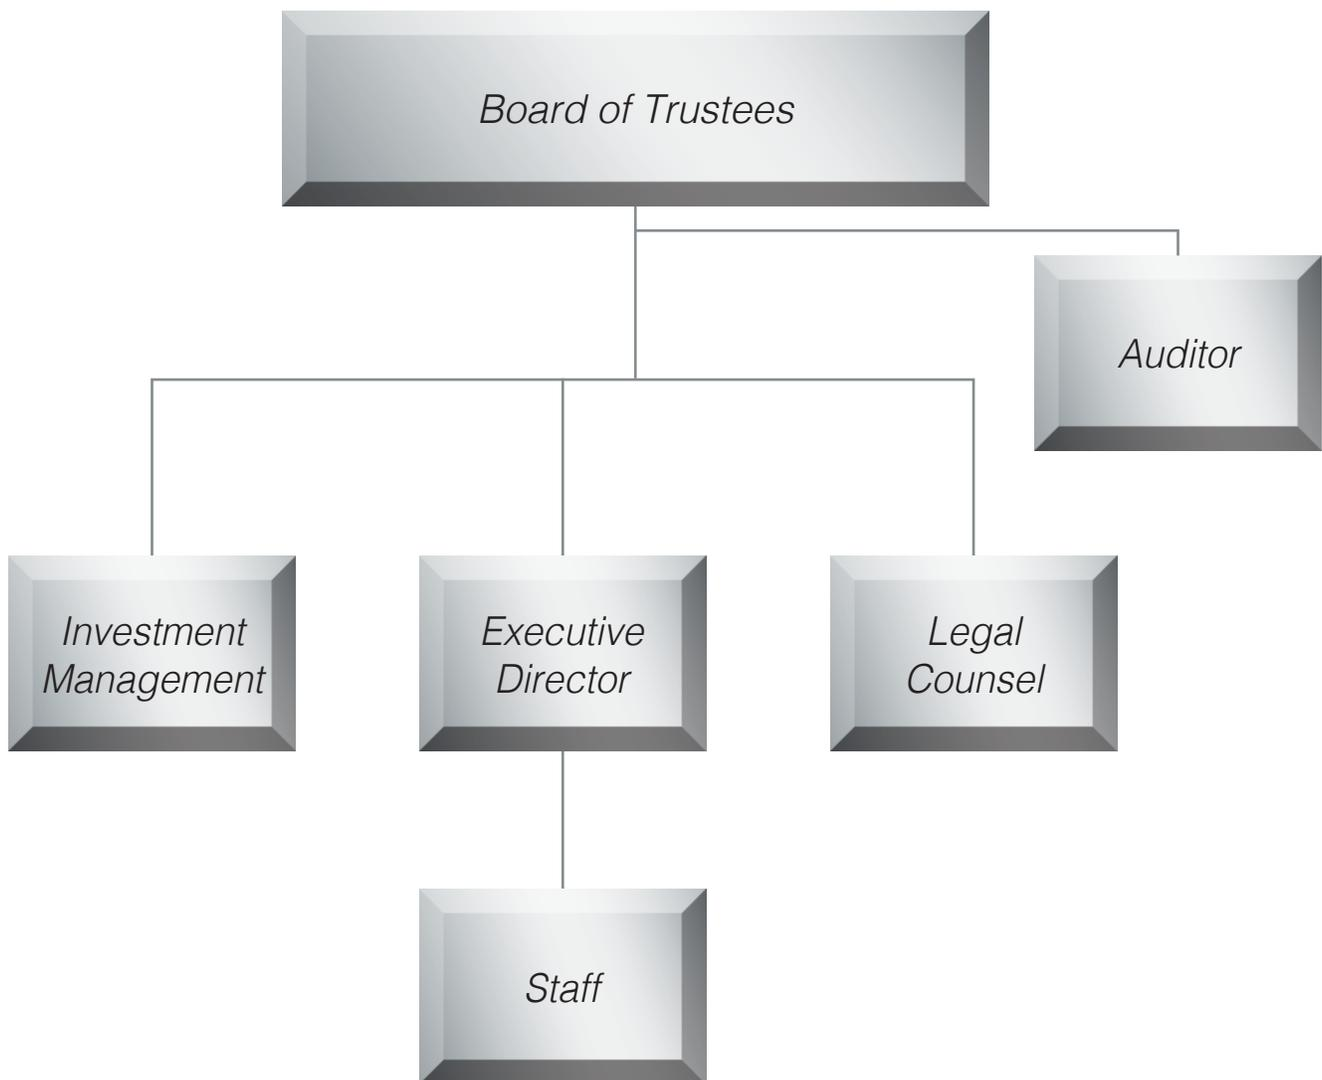 Board of Trustees
Auditor
Investment
Management
Executive
Director
Legal
Counsel
Staff